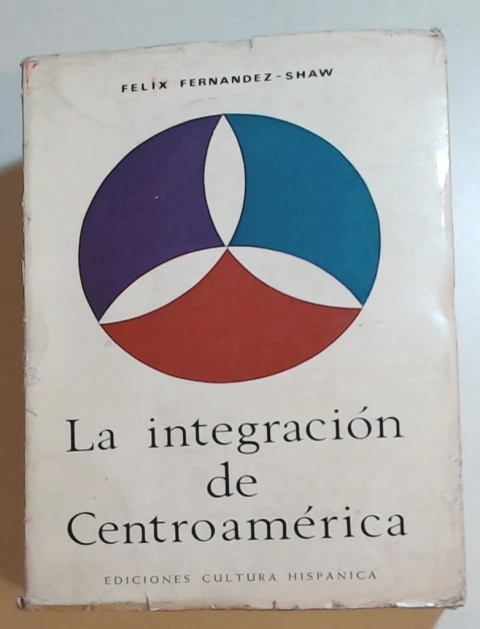 FELIX FERNANDEZ-SHAW
La integración
de
Centroamérica
EDICIONES CULTURA HISPANICA